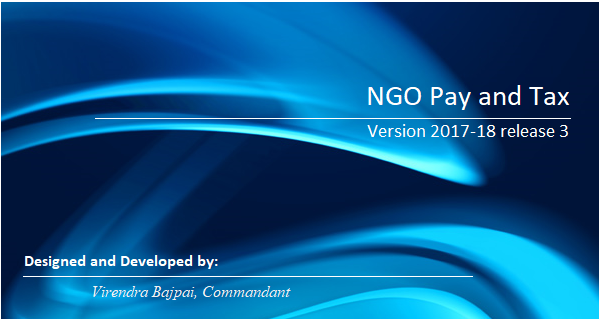 NGO Pay and Tax
Version 2017-18 release 3
Designed and Developed by:
Virendra Bajpai, Commandant